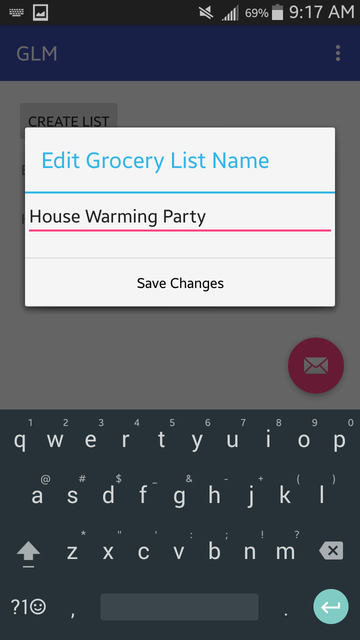 69% 9:17 AM
GLM
CREATE LIST
Edit Grocery List Name
House Warming Party
Save Changes
1 2 3 4 5 6 7 8 9 0
q w e r t y u i o p
@ # $ _ & - + ( )
a s d f g h j k l
* " ' : ; ! ?
z x c v b n m
?1☺ , .